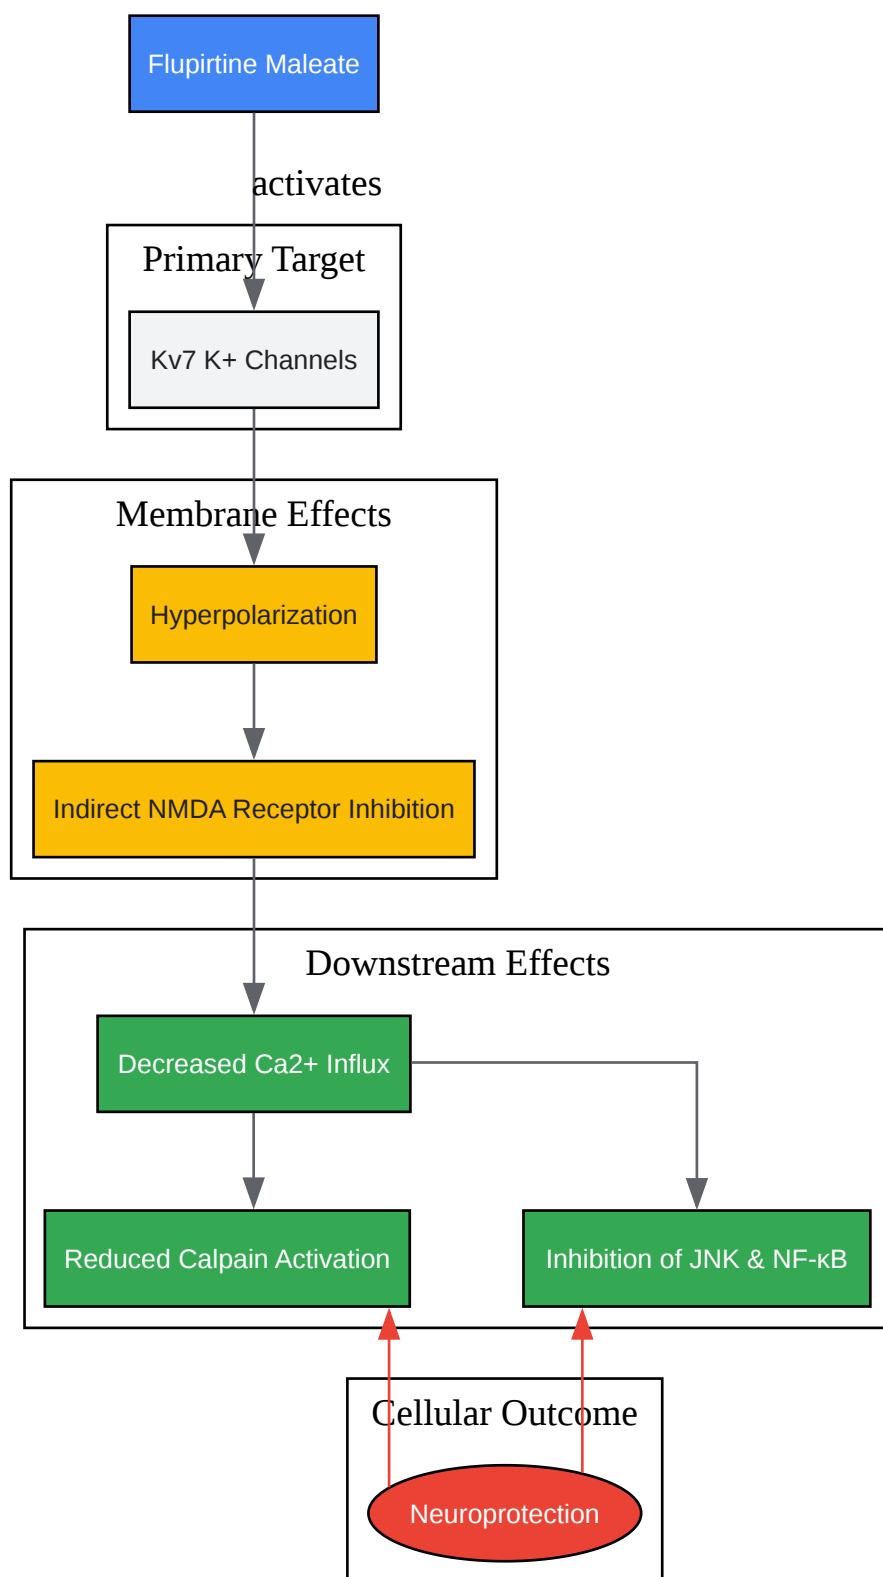 Flupirtine Maleate
activates
Primary Target
Kv7 K+ Channels
Membrane Effects
Hyperpolarization
Indirect NMDA Receptor Inhibition
Downstream Effects
Decreased Ca2+ Influx
Reduced Calpain Activation
Inhibition of JNK & NF-κB
Cellular Outcome
Neuroprotection